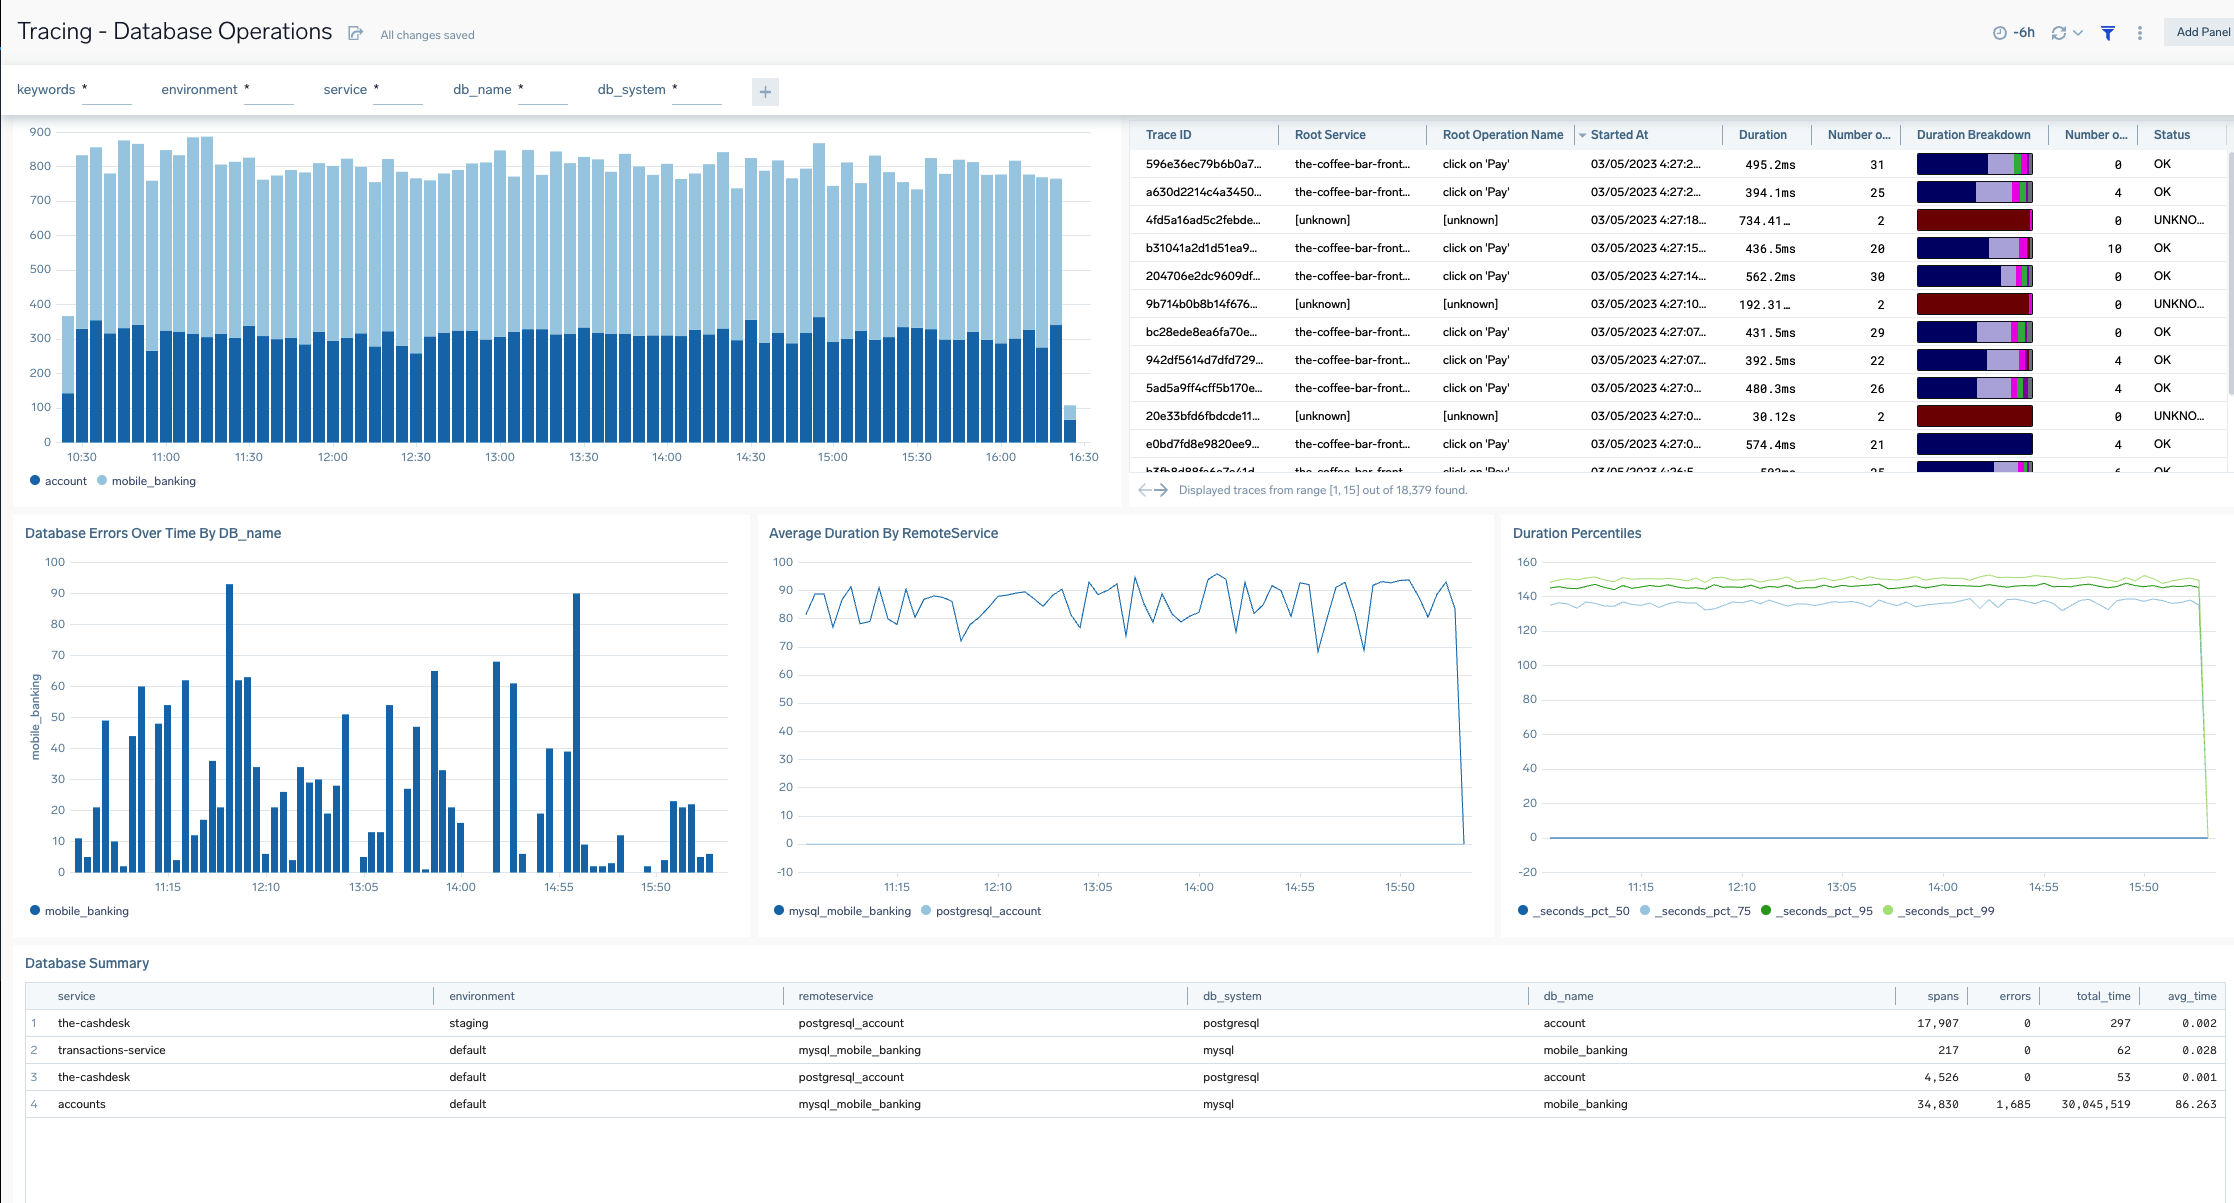 Tracing - Database Operations All changes saved -6h Add Panel
keywords * environment * service * db_name * db_system * +
900
800
700
600
500
400
300
200
100
0
10:30 11:00 11:30 12:00 12:30 13:00 13:30 14:00 14:30 15:00 15:30 16:00 16:30
account mobile_banking
Trace ID Root Service Root Operation Name Started At Duration Number o... Duration Breakdown Number o... Status
596e36ec79b6b0a7... the-coffee-bar-front... click on 'Pay' 03/05/2023 4:27:2... 495.2ms 31 0 OK
a630d2214c4a3450... the-coffee-bar-front... click on 'Pay' 03/05/2023 4:27:2... 394.1ms 25 4 OK
4fd5a16ad5c2febde... [unknown] [unknown] 03/05/2023 4:27:18... 734.41... 2 0 UNKNO...
b31041a2d1d51ea9... the-coffee-bar-front... click on 'Pay' 03/05/2023 4:27:15... 436.5ms 20 10 OK
204706e2dc9609df... the-coffee-bar-front... click on 'Pay' 03/05/2023 4:27:14... 562.2ms 30 0 OK
9b714b0b8b14f676... [unknown] [unknown] 03/05/2023 4:27:10... 192.31... 2 0 UNKNO...
bc28ede8ea6fa70e... the-coffee-bar-front... click on 'Pay' 03/05/2023 4:27:07... 431.5ms 29 0 OK
942df5614d7dfd729... the-coffee-bar-front... click on 'Pay' 03/05/2023 4:27:07... 392.5ms 22 4 OK
5ad5a9ff4cff5b170e... the-coffee-bar-front... click on 'Pay' 03/05/2023 4:27:0... 480.3ms 26 4 OK
20e33bfd6fbdcde11... [unknown] [unknown] 03/05/2023 4:27:0... 30.12s 2 0 UNKNO...
e0bd7fd8e9820ee9... the-coffee-bar-front... click on 'Pay' 03/05/2023 4:27:0... 574.4ms 21 4 OK
the-coffee-bar-front... click on 'Pay' 03/05/2023 4:26:5... OK
Displayed traces from range [1, 15] out of 18,379 found.
Database Errors Over Time By DB_name
mobile_banking
100
90
80
70
60
50
40
30
20
10
0
11:15 12:10 13:05 14:00 14:55 15:50
mobile_banking
Average Duration By RemoteService
100
90
80
70
60
50
40
30
20
10
0
-10
11:15 12:10 13:05 14:00 14:55 15:50
mysql_mobile_banking postgresql_account
Duration Percentiles
160
140
120
100
80
60
40
20
0
-20
11:15 12:10 13:05 14:00 14:55 15:50
_seconds_pct_50 _seconds_pct_75 _seconds_pct_95 _seconds_pct_99
Database Summary
service environment remoteservice db_system db_name spans errors total_time avg_time
1 the-cashdesk staging postgresql_account postgresql account 17,907 0 297 0.002
2 transactions-service default mysql_mobile_banking mysql mobile_banking 217 0 62 0.028
3 the-cashdesk default postgresql_account postgresql account 4,526 0 53 0.001
4 accounts default mysql_mobile_banking mysql mobile_banking 34,830 1,685 30,045,519 86.263